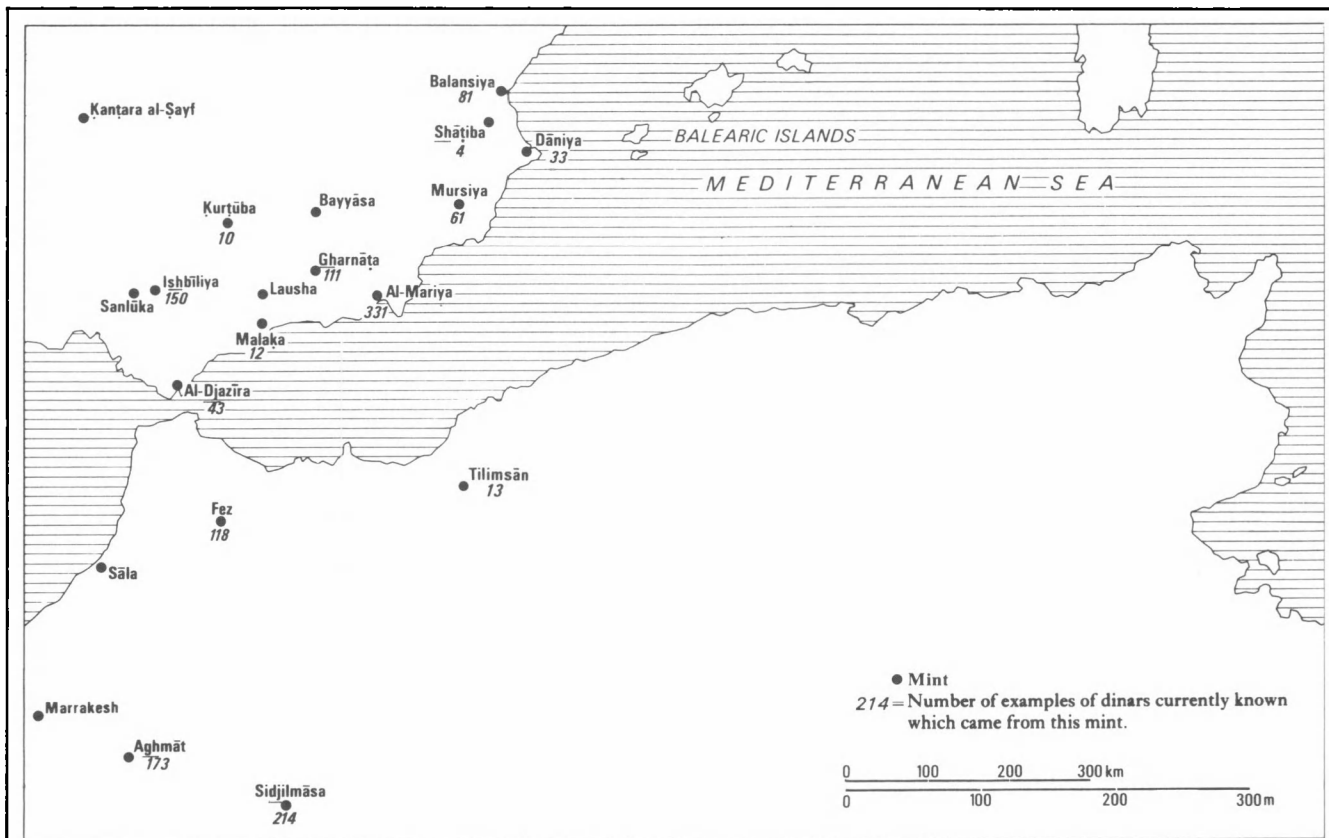 Balansiya
81
Ḳanṭara al-Ṣayf
Shāṭiba
4
BALEARIC ISLANDS
Dāniya
33
MEDITERRANEAN SEA
Mursiya
61
Bayyāsa
Ḳurṭūba
10
Gharnāṭa
111
Ishbīliya
150
Sanlūka
Lausha
Al-Mariya
331
Malaḳa
12
Al-Djazīra
43
Tilimsān
13
Fez
118
Sāla
Marrakesh
Aghmāt
173
Sidjilmāsa
214
Mint
214 = Number of examples of dinars currently known
which came from this mint.
0 100 200 300 km
0 100 200 300 m